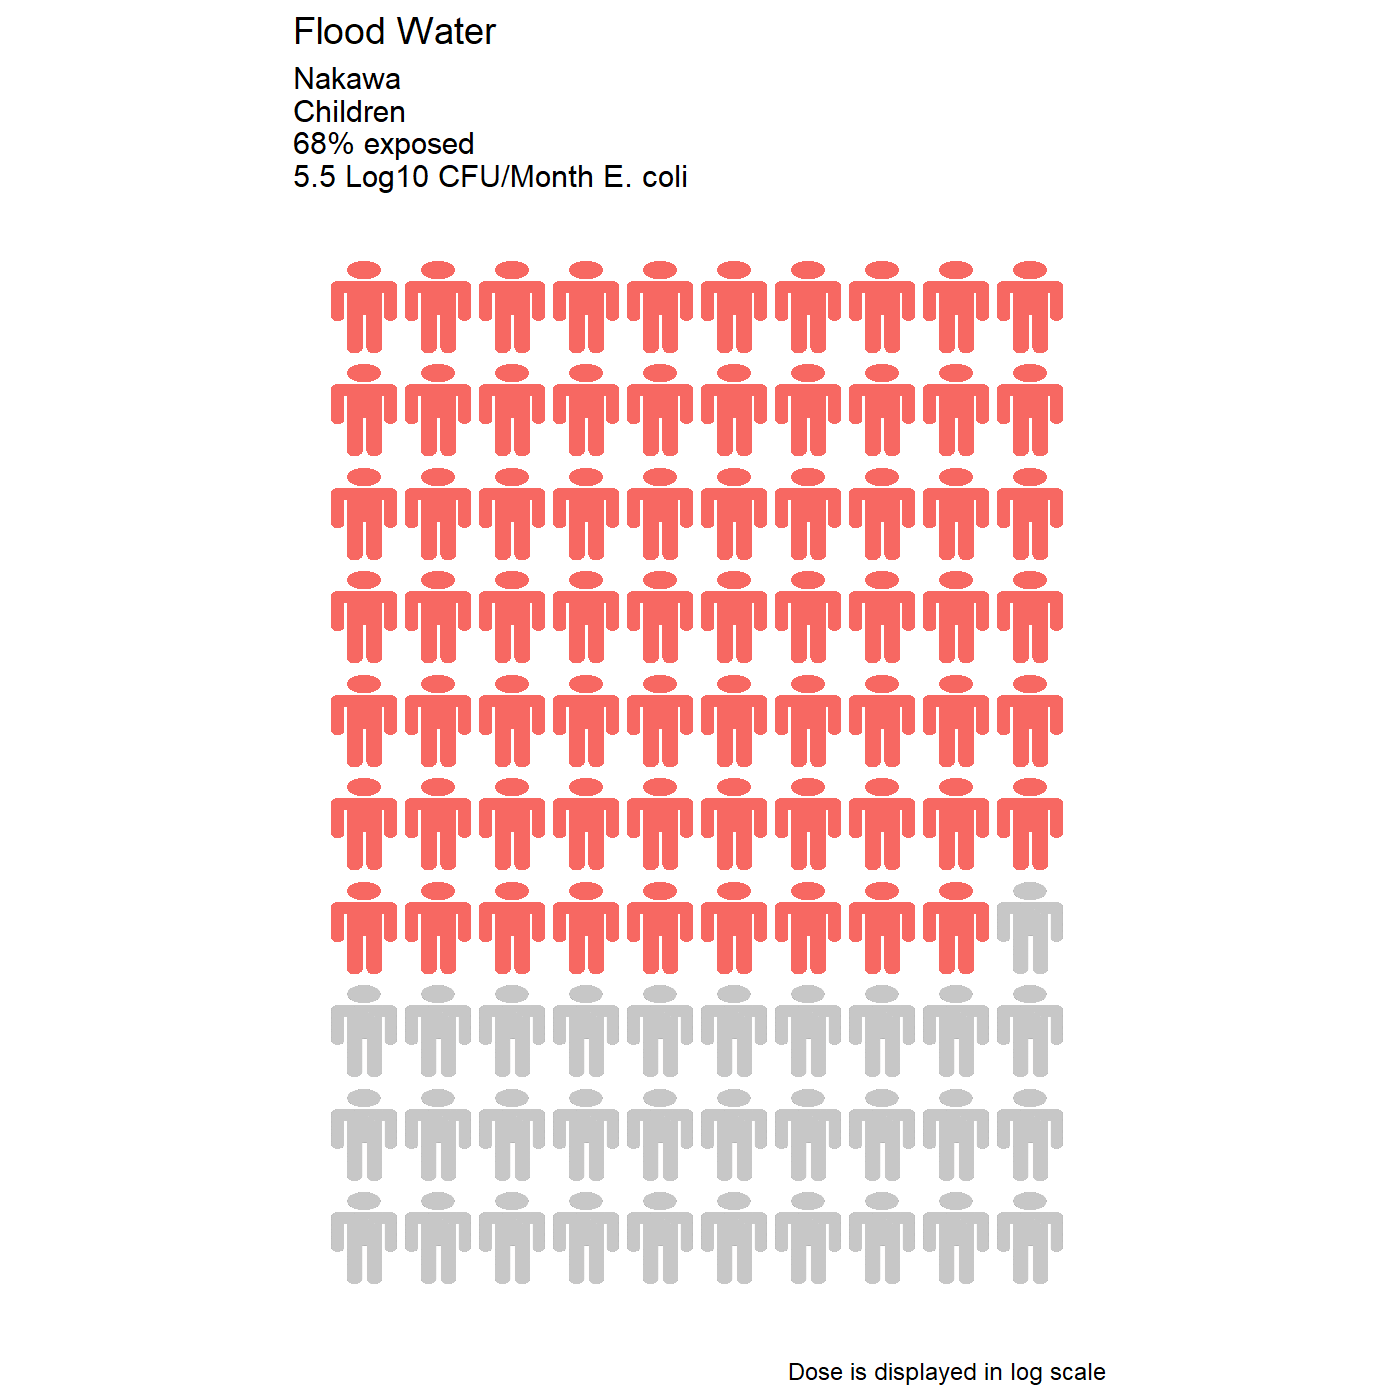 Flood Water
Nakawa
Children
68% exposed
5.5 Log10 CFU/Month E. coli
Dose is displayed in log scale